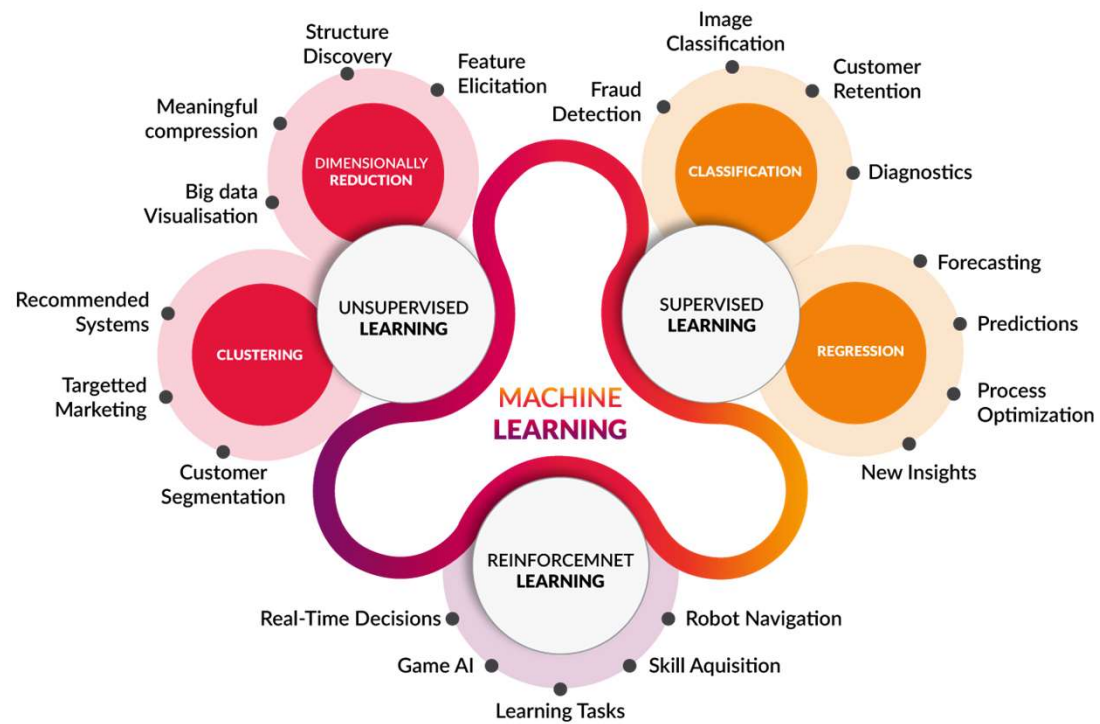 Structure
Discovery
Feature
Elicitation
Meaningful
compression
Big data
Visualisation
DIMENSIONALLY
REDUCTION
Recommended
Systems
Targetted
Marketing
Customer
Segmentation
CLUSTERING
UNSUPERVISED
LEARNING
Image
Classification
Fraud
Detection
Customer
Retention
Diagnostics
CLASSIFICATION
SUPERVISED
LEARNING
Forecasting
Predictions
Process
Optimization
New Insights
REGRESSION
MACHINE
LEARNING
REINFORCEMNET
LEARNING
Real-Time Decisions
Game AI
Learning Tasks
Skill Aquisition
Robot Navigation